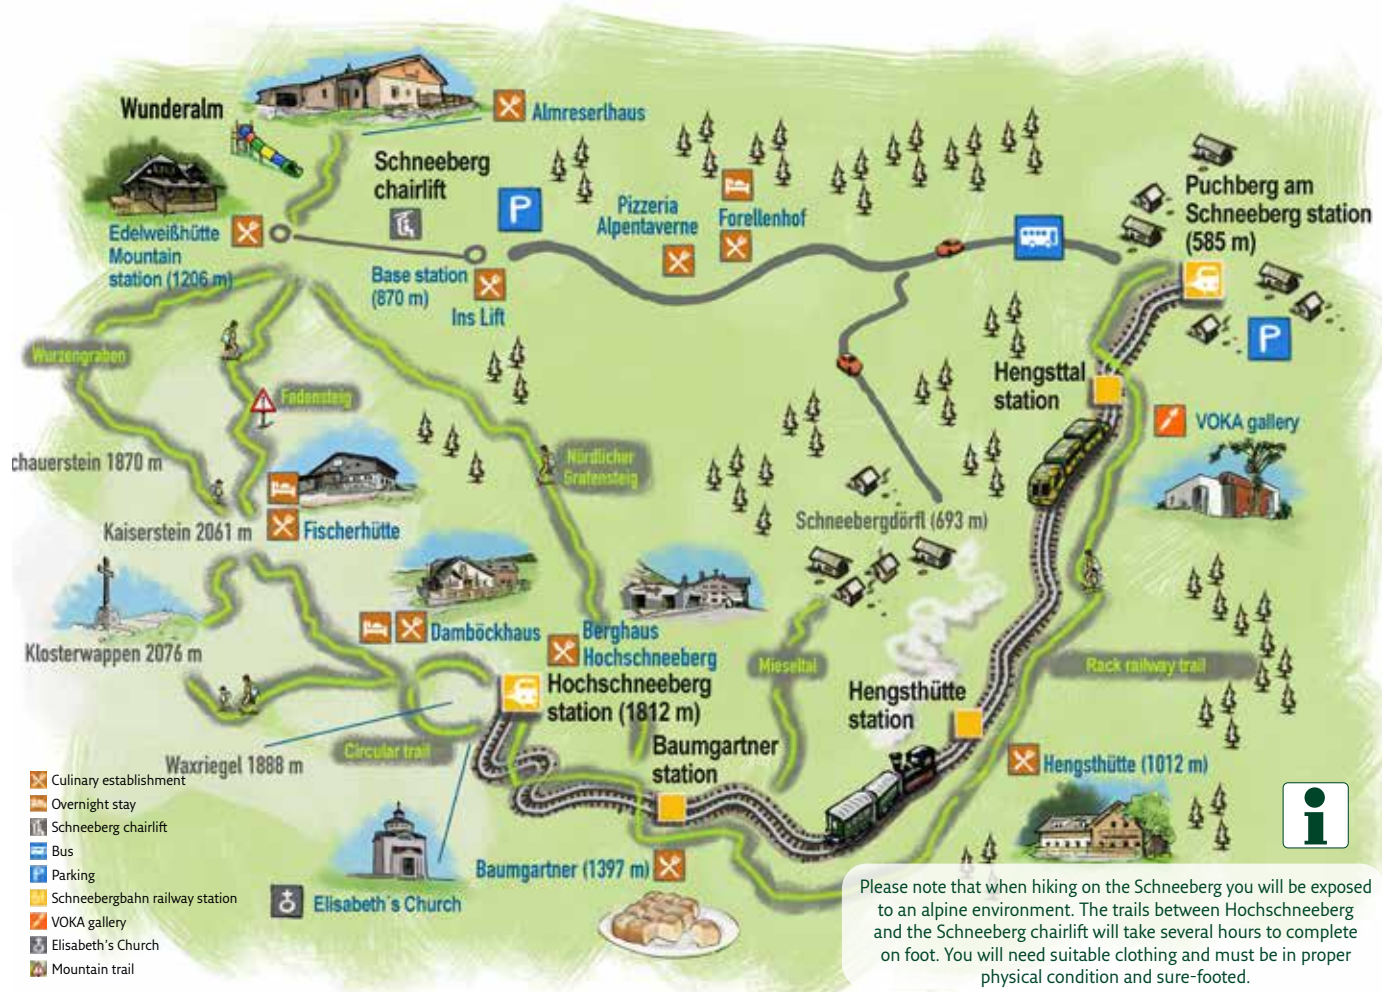 Wunderalm
Almreserlhaus
Schneeberg
chairlift
P
Pizzeria
Alpentaverne
Forellenhof
Puchberg am
Schneeberg station
(585 m)
Edelweißhütte
Mountain
station (1206 m)
Base station
(870 m)
Ins Lift
P
Wurzengraben
Fadensteig
Hengsttal
station
VOKA gallery
chauerstein 1870 m
Nördlicher
Grafensteig
Kaiserstein 2061 m
Fischerhütte
Schneebergdörfl (693 m)
Damböckhaus
Berghaus
Hochschneeberg
Klosterwappen 2076 m
Mieseltal
Rack railway trail
Hochschneeberg
station (1812 m)
Hengsthütte
station
Baumgartner
station
Circular trail
Waxriegel 1888 m
Hengsthütte (1012 m)
Baumgartner (1397 m)
Elisabeth's Church
Culinary establishment
Overnight stay
Schneeberg chairlift
Bus
P Parking
Schneebergbahn railway station
VOKA gallery
Elisabeth's Church
Mountain trail
i
Please note that when hiking on the Schneeberg you will be exposed
to an alpine environment. The trails between Hochschneeberg
and the Schneeberg chairlift will take several hours to complete
on foot. You will need suitable clothing and must be in proper
physical condition and sure-footed.